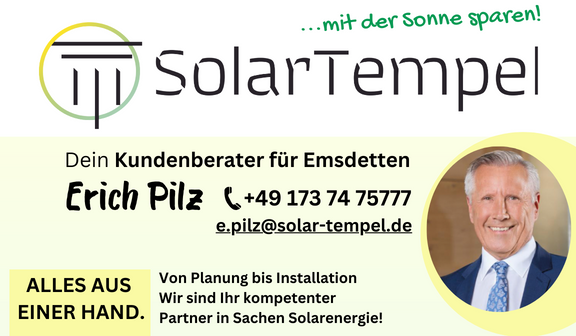 ...mit der Sonne sparen!
SolarTempel
Dein Kundenberater für Emsdetten
Erich Pilz +49 173 74 75777
e.pilz@solar-tempel.de
ALLES AUS
EINER HAND.
Von Planung bis Installation
Wir sind Ihr kompetenter
Partner in Sachen Solarenergie!